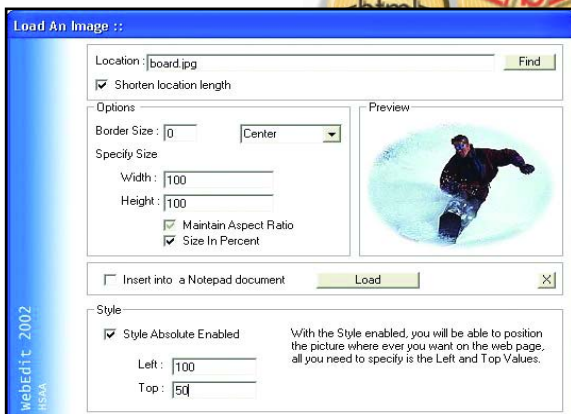 html
Load An Image ::
Location : board.jpg Find
Shorten location length
Options
Border Size : 0 Center
Specify Size
Width : 100
Height : 100
Maintain Aspect Ratio
Size In Percent
Preview
Insert into a Notepad document Load X
Style
Style Absolute Enabled
Left : 100
Top : 50
With the Style enabled, you will be able to position
the picture where ever you want on the web page,
all you need to specify is the Left and Top Values.
WebEdit 2002
HSAA